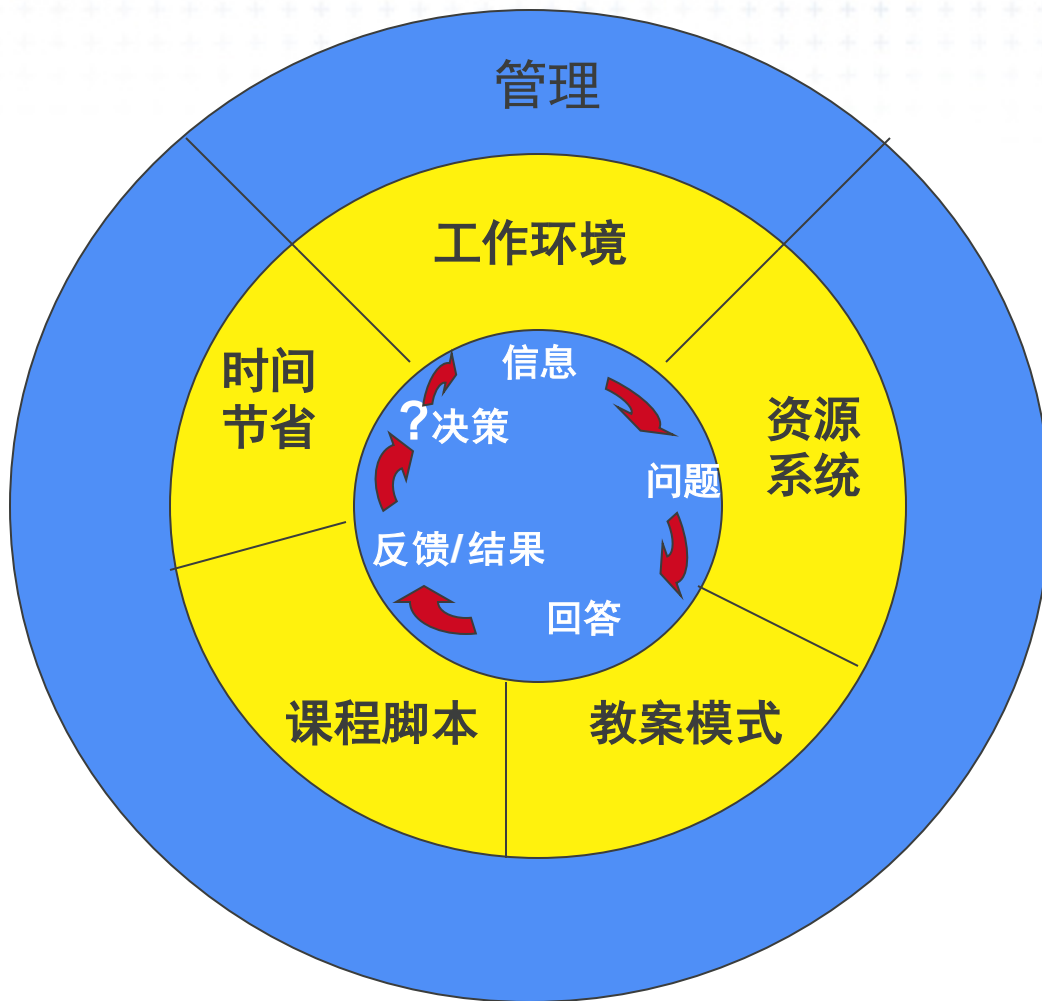 管理
工作环境
时间
节省
资源
系统
课程脚本
教案模式
信息
?决策
问题
反馈/结果
回答